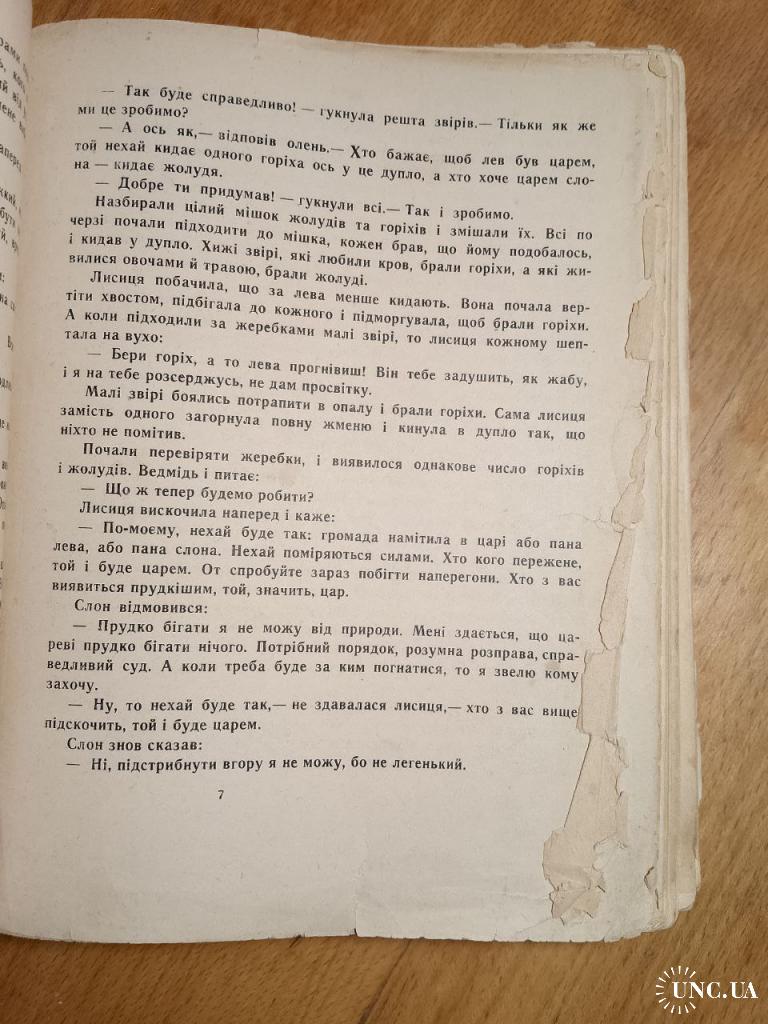 — Так буде справедливо! — гукнула решта звірів.— Тільки як же
ми це зробимо?
— А ось як,— відповів олень.— Хто бажає, щоб лев був царем,
той нехай кидає одного горіха ось у це дупло, а хто хоче царем сло-
на — кидає жолудя.
— Добре ти придумав! — гукнули всі.— Так і зробимо.
Назбирали цілий мішок жолудів та горіхів і змішали їх. Всі по
черзі почали підходити до мішка, кожен брав, що йому подобалось,
і кидав у дупло. Хижі звірі, які любили кров, брали горіхи, а які жи-
вилися овочами й травою, брали жолуді.
Лисиця побачила, що за лева менше кидають. Вона почала вер-
тіти хвостом, підбігала до кожного і підморгувала, щоб брали горіхи.
А коли підходили за жеребками малі звірі, то лисиця кожному шеп-
тала на вухо:
— Бери горіх, а то лева прогнівиш! Він тебе задушить, як жабу,
і я на тебе розсерджусь, не дам просвітку.
Малі звірі боялись потрапити в опалу і брали горіхи. Сама лисиця
замість одного загорнула повну жменю і кинула в дупло так, що
ніхто не помітив.
Почали перевіряти жеребки, і виявилося однакове число горіхів
і жолудів. Ведмідь і питає:
— Що ж тепер будемо робити?
Лисиця вискочила наперед і каже:
— По-моєму, нехай буде так: громада намітила в царі або пана
лева, або пана слона. Нехай поміряються силами. Хто кого пережене,
той і буде царем. От спробуйте зараз побігти наперегони. Хто з вас
виявиться прудкішим, той, значить, цар.
Слон відмовився:
— Прудко бігати я не можу від природи. Мені здається, що ца-
реві прудко бігати нічого. Потрібний порядок, розумна розправа, спра-
ведливий суд. А коли треба буде за ким погнатися, то я звелю кому
захочу.
— Ну, то нехай буде так,— не здавалася лисиця,— хто з вас вище
підскочить, той і буде царем.
Слон знов сказав:
— Ні, підстрибнути вгору я не можу, бо не легенький.
7
UNC.UA